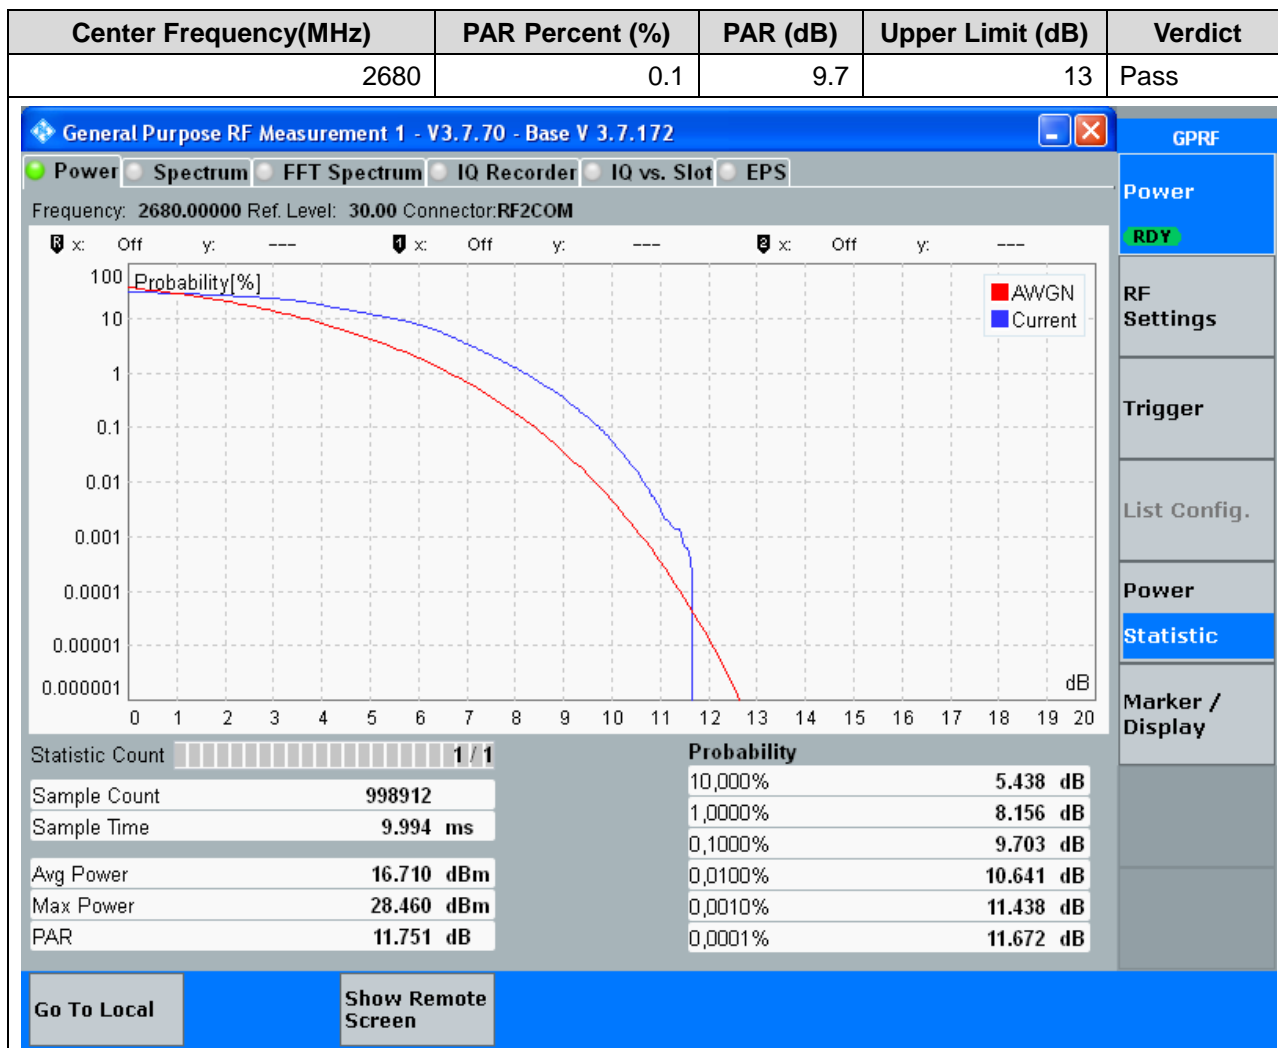 Center Frequency(MHz) PAR Percent (%) PAR (dB) Upper Limit (dB) Verdict
2680 0.1 9.7 13 Pass
General Purpose RF Measurement 1 - V3.7.70 - Base V 3.7.172
GPRF
Power Spectrum FFT Spectrum IQ Recorder IQ vs. Slot EPS
Frequency: 2680.00000 Ref. Level: 30.00 Connector:RF2COM
R x: Off y: --- 1 x: Off y: --- 2 x: Off y: ---
Probability[%]
100
10
1
0.1
0.01
0.001
0.0001
0.00001
0.000001
AWGN
Current
dB
0 1 2 3 4 5 6 7 8 9 10 11 12 13 14 15 16 17 18 19 20
Statistic Count 1 / 1
Sample Count 998912
Sample Time 9.994 ms
Avg Power 16.710 dBm
Max Power 28.460 dBm
PAR 11.751 dB
Probability
10,000% 5.438 dB
1,0000% 8.156 dB
0,1000% 9.703 dB
0,0100% 10.641 dB
0,0010% 11.438 dB
0,0001% 11.672 dB
Power
RDY
RF
Settings
Trigger
List Config.
Power
Statistic
Marker /
Display
Go To Local
Show Remote
Screen